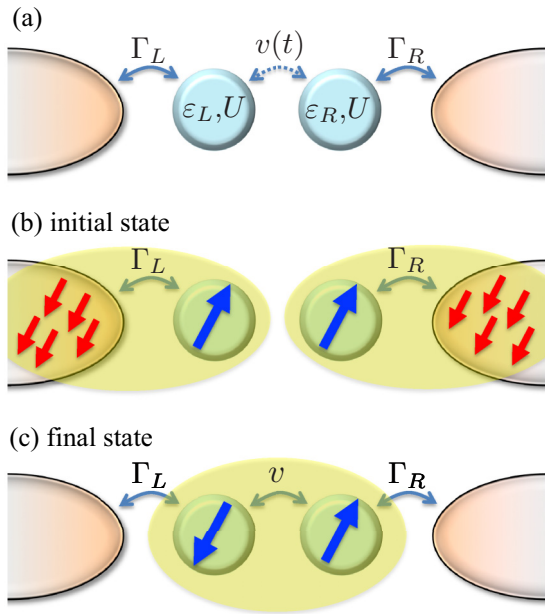 (a)
Γ_L v(t) Γ_R
ε_L,U ε_R,U
(b) initial state
Γ_L Γ_R
(c) final state
Γ_L v Γ_R